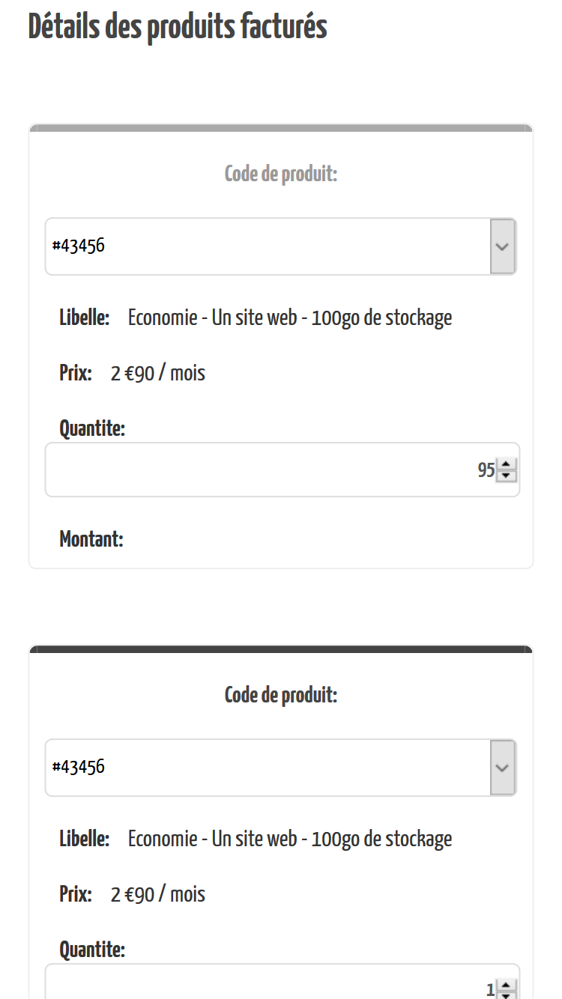 Détails des produits facturés
Code de produit:
#43456
Libelle: Economie - Un site web - 100go de stockage
Prix: 2 €90 / mois
Quantite:
95
Montant:
Code de produit:
#43456
Libelle: Economie - Un site web - 100go de stockage
Prix: 2 €90 / mois
Quantite:
1